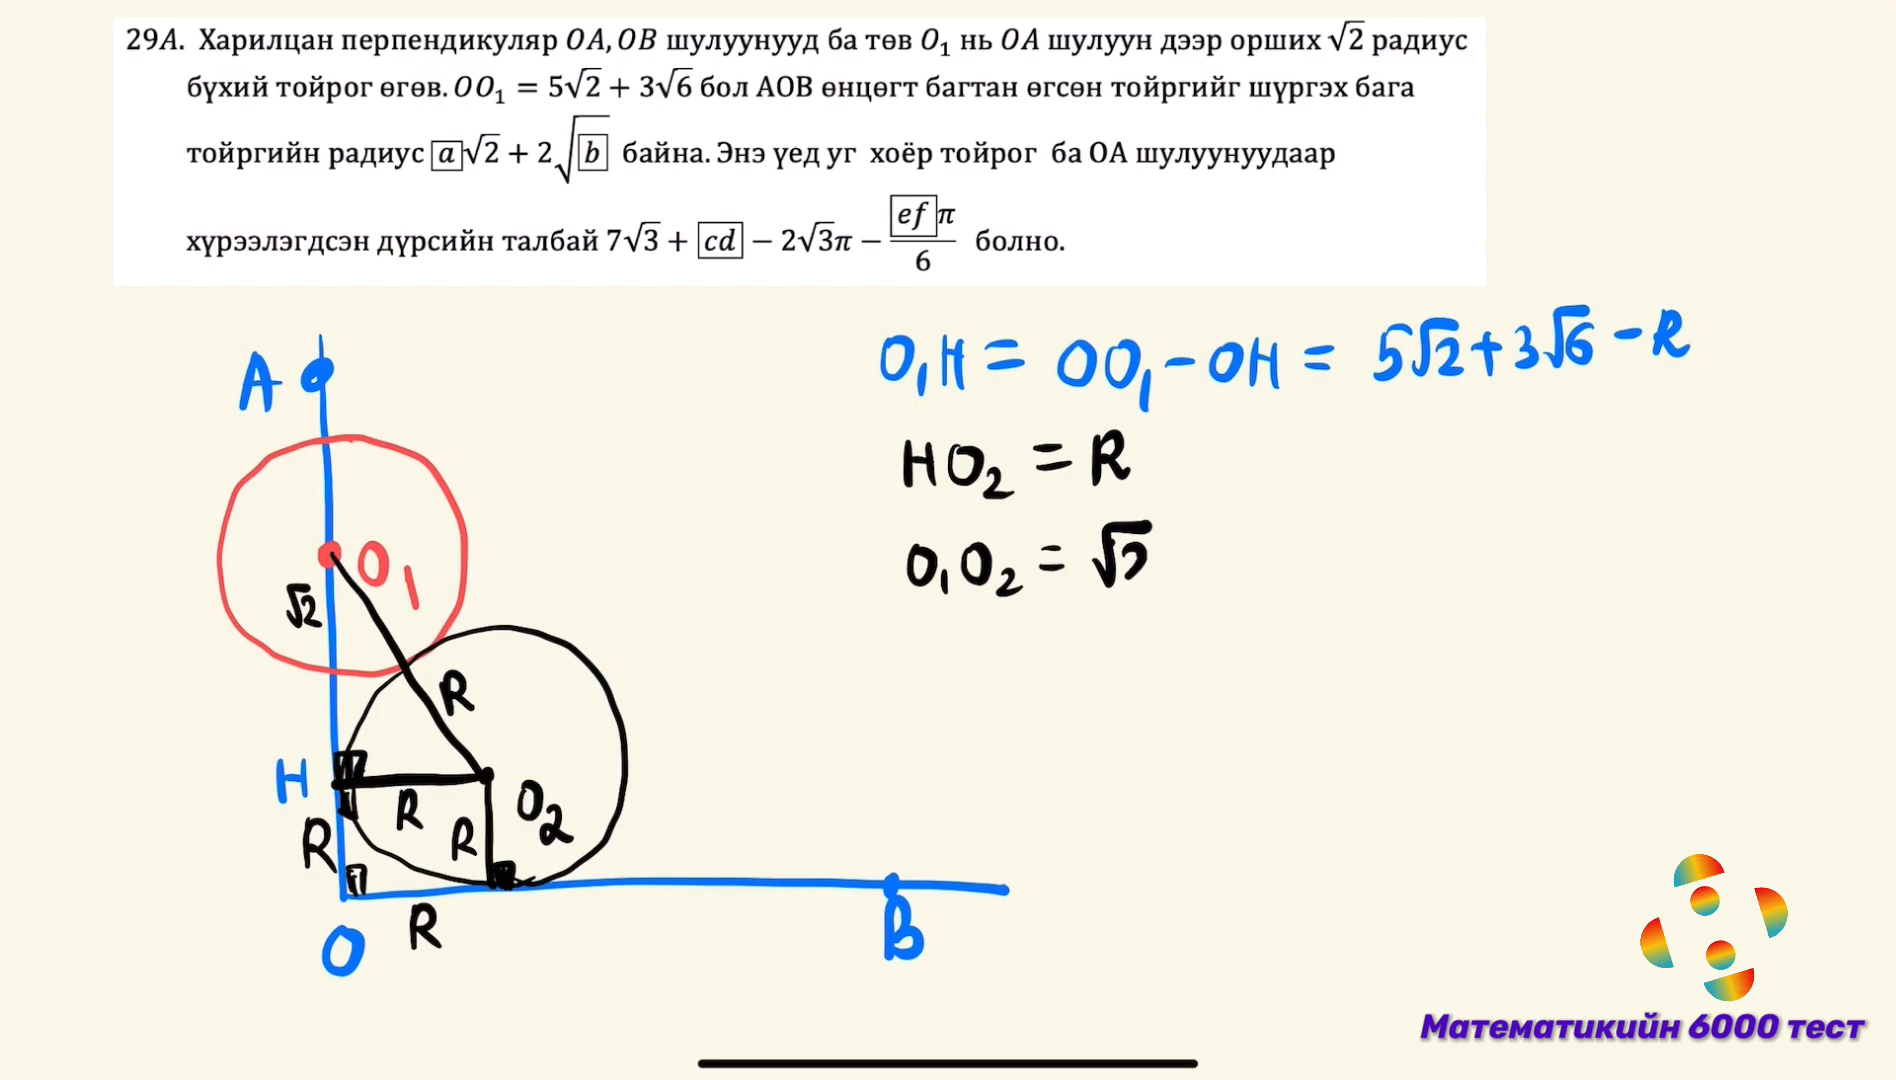 29A. Харилцан перпендикуляр OA, OB шулуунууд ба төв O₁ нь OA шулуун дээр орших √2 радиус
бүхий тойрог өгөв. OO₁ = 5√2 + 3√6 бол AOB өнцөгт багтан өгсөн тойргийг шүргэх бага
тойргийн радиус a√2 + 2√b байна. Энэ үед уг хоёр тойрог ба OA шулуунуудаар
хүрээлэгдсэн дүрсийн талбай 7√3 + cd − 2√3π − efπ/6 болно.
O₁H = OO₁ - OH = 5√2 + 3√6 - R
HO₂ = R
O₁O₂ = √2
A
O₁
√2
R
H
R
O₂
R
R
O
R
B
Математикийн 6000 тест